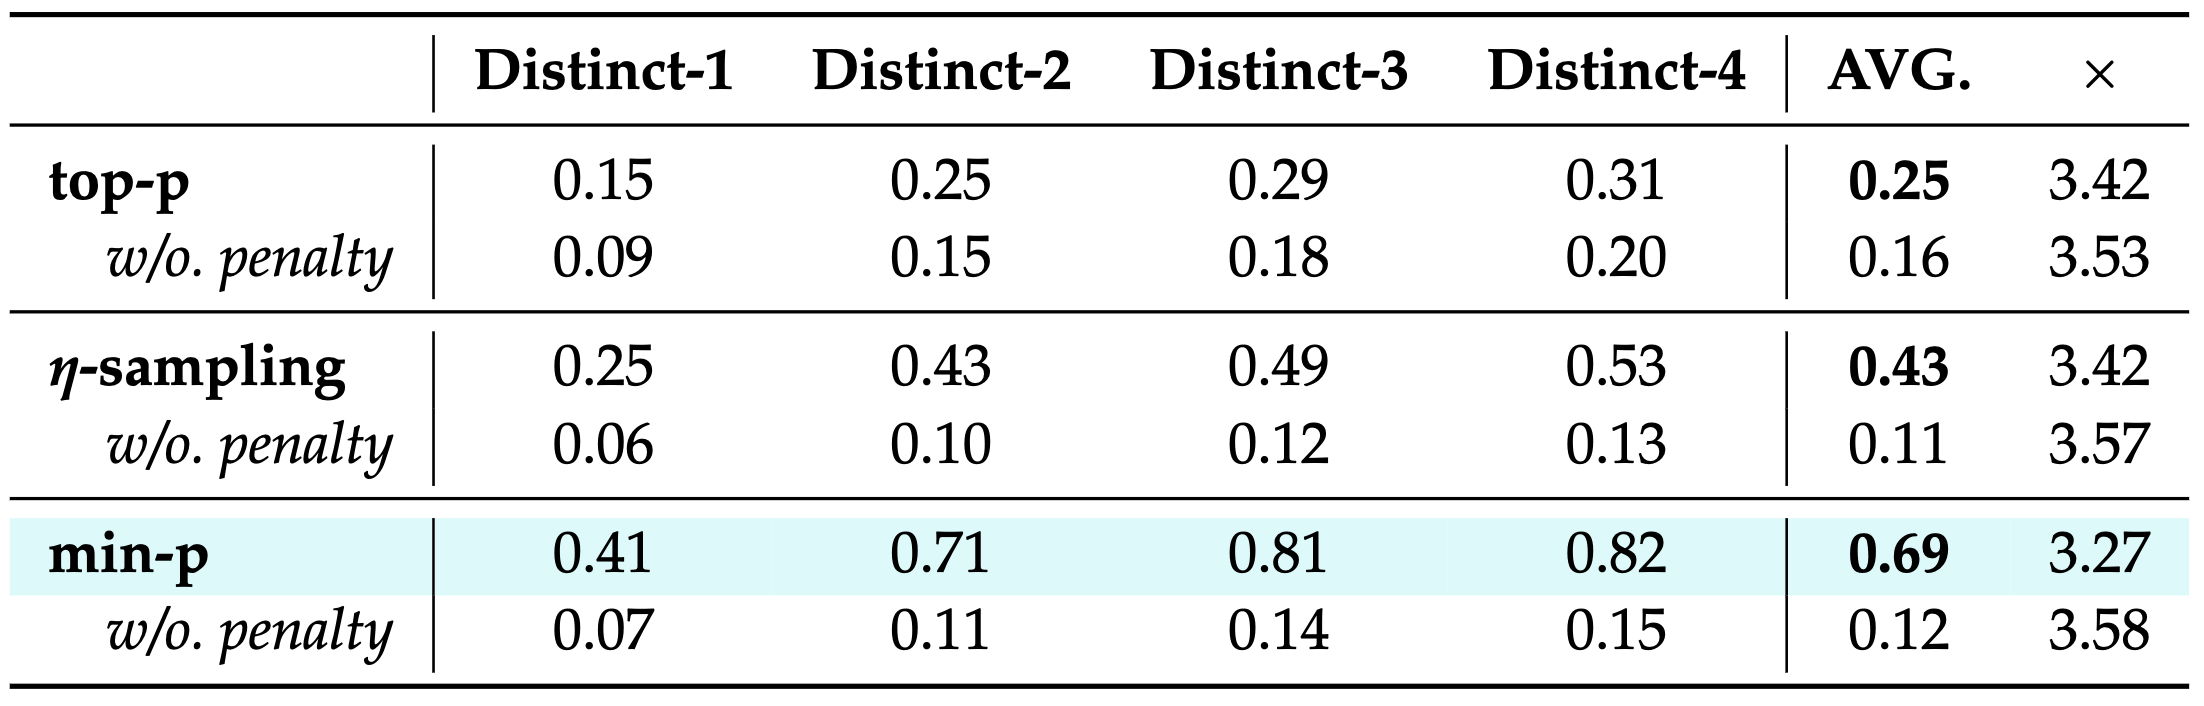 Distinct-1 Distinct-2 Distinct-3 Distinct-4 AVG. ×
top-p 0.15 0.25 0.29 0.31 0.25 3.42
w/o. penalty 0.09 0.15 0.18 0.20 0.16 3.53
η-sampling 0.25 0.43 0.49 0.53 0.43 3.42
w/o. penalty 0.06 0.10 0.12 0.13 0.11 3.57
min-p 0.41 0.71 0.81 0.82 0.69 3.27
w/o. penalty 0.07 0.11 0.14 0.15 0.12 3.58